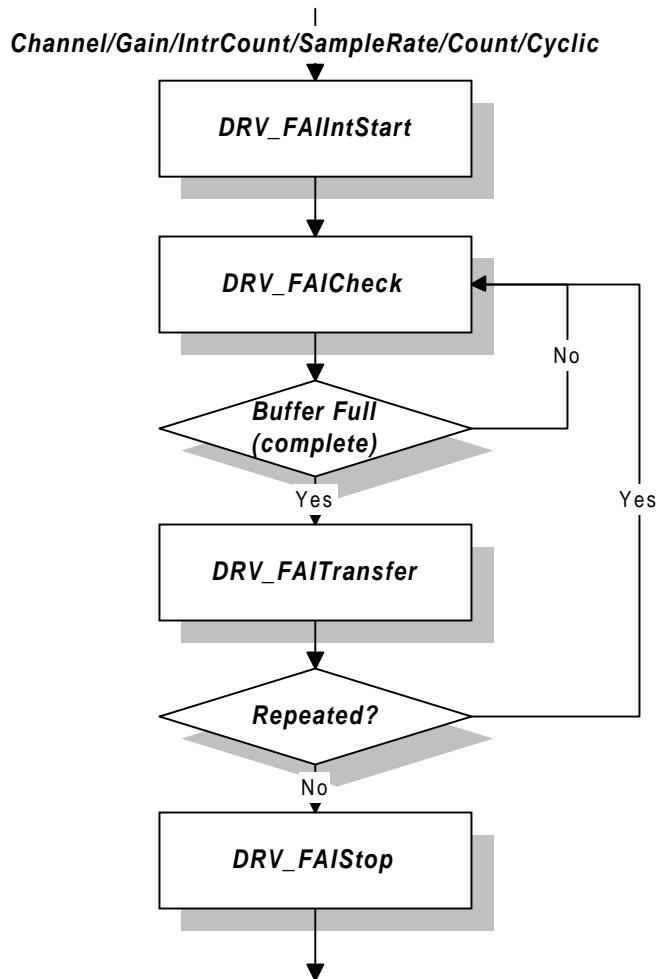 Channel/Gain/IntrCount/SampleRate/Count/Cyclic
DRV_FAIIntStart
DRV_FAICheck
No
Buffer Full
(complete)
Yes
Yes
DRV_FAITransfer
Repeated?
No
DRV_FAIStop